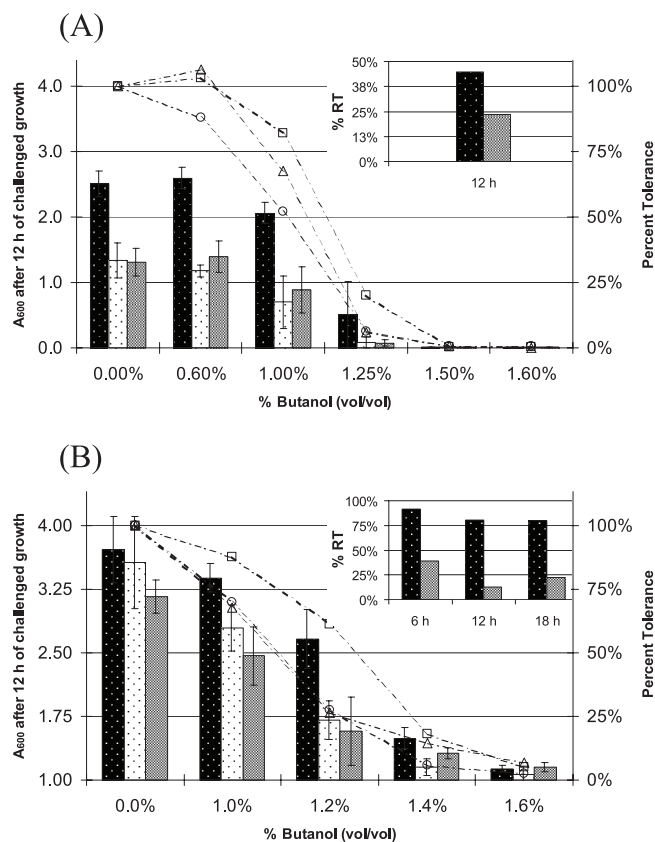 (A)
A600 after 12 h of challenged growth
4.0
3.0
2.0
1.0
0.0
100%
75%
50%
25%
0%
Percent Tolerance
% RT
50%
38%
25%
13%
0%
12 h
0.00% 0.60% 1.00% 1.25% 1.50% 1.60%
% Butanol (vol/vol)
(B)
A600 after 12 h of challenged growth
4.00
3.25
2.50
1.75
1.00
100%
75%
50%
25%
0%
Percent Tolerance
% RT
100%
75%
50%
25%
0%
6 h 12 h 18 h
0.0% 1.0% 1.2% 1.4% 1.6%
% Butanol (vol/vol)